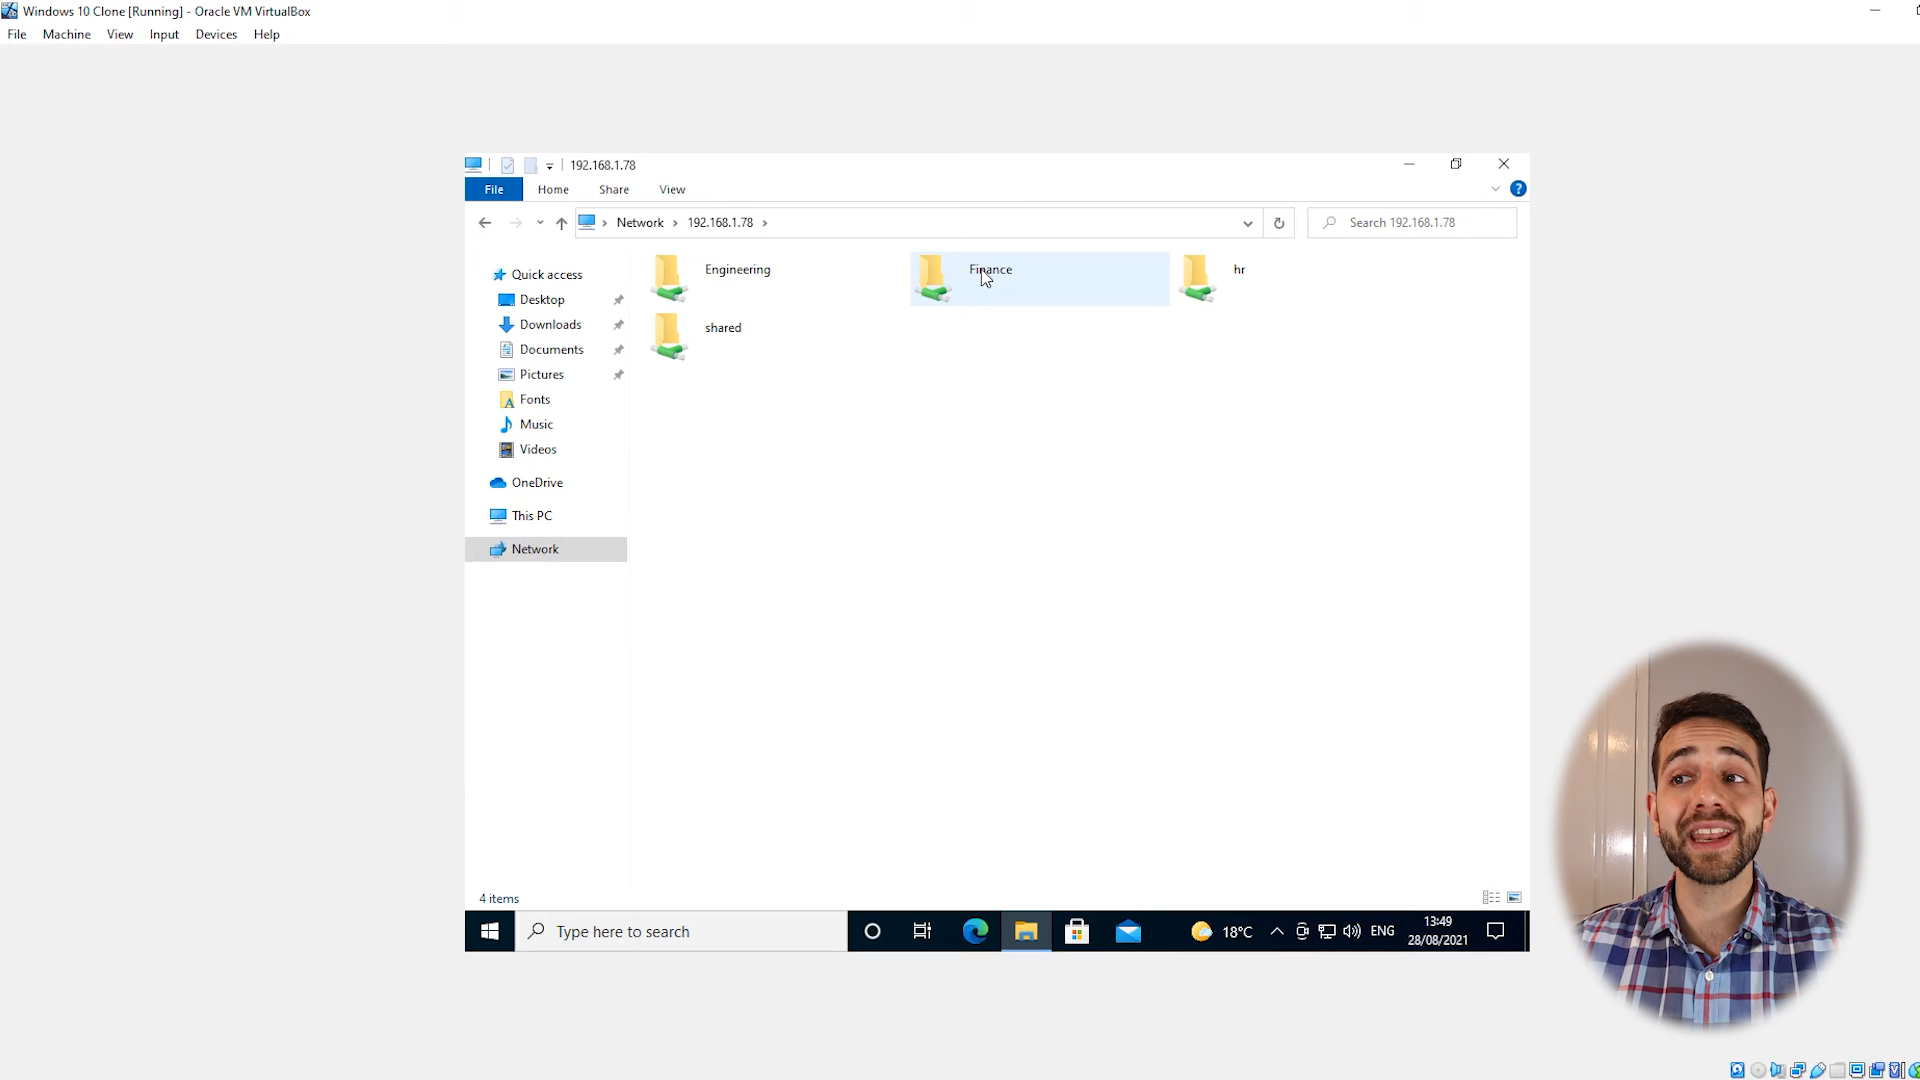 Windows 10 Clone [Running] - Oracle VM VirtualBox
File Machine View Input Devices Help
192.168.1.78
File Home Share View
Network 192.168.1.78
Search 192.168.1.78
Quick access
Desktop
Downloads
Documents
Pictures
Fonts
Music
Videos
OneDrive
This PC
Network
Engineering Finance hr
shared
4 items
Type here to search
18°C ENG
13:49
28/08/2021